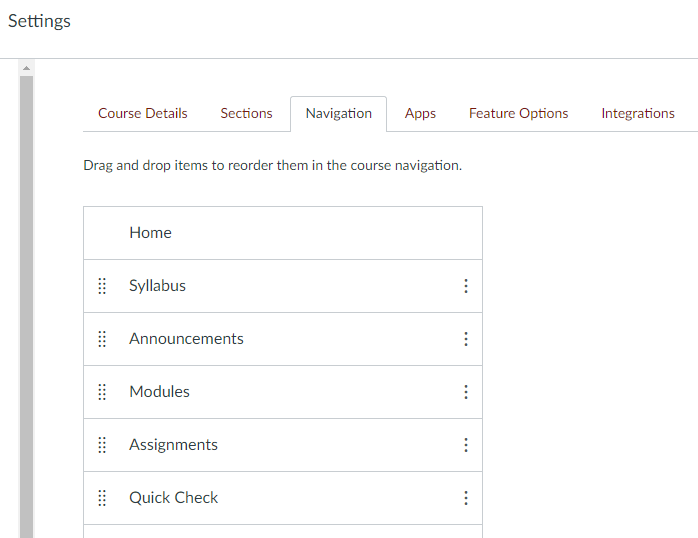 Settings
Course Details Sections Navigation Apps Feature Options Integrations
Drag and drop items to reorder them in the course navigation.
Home
Syllabus
Announcements
Modules
Assignments
Quick Check